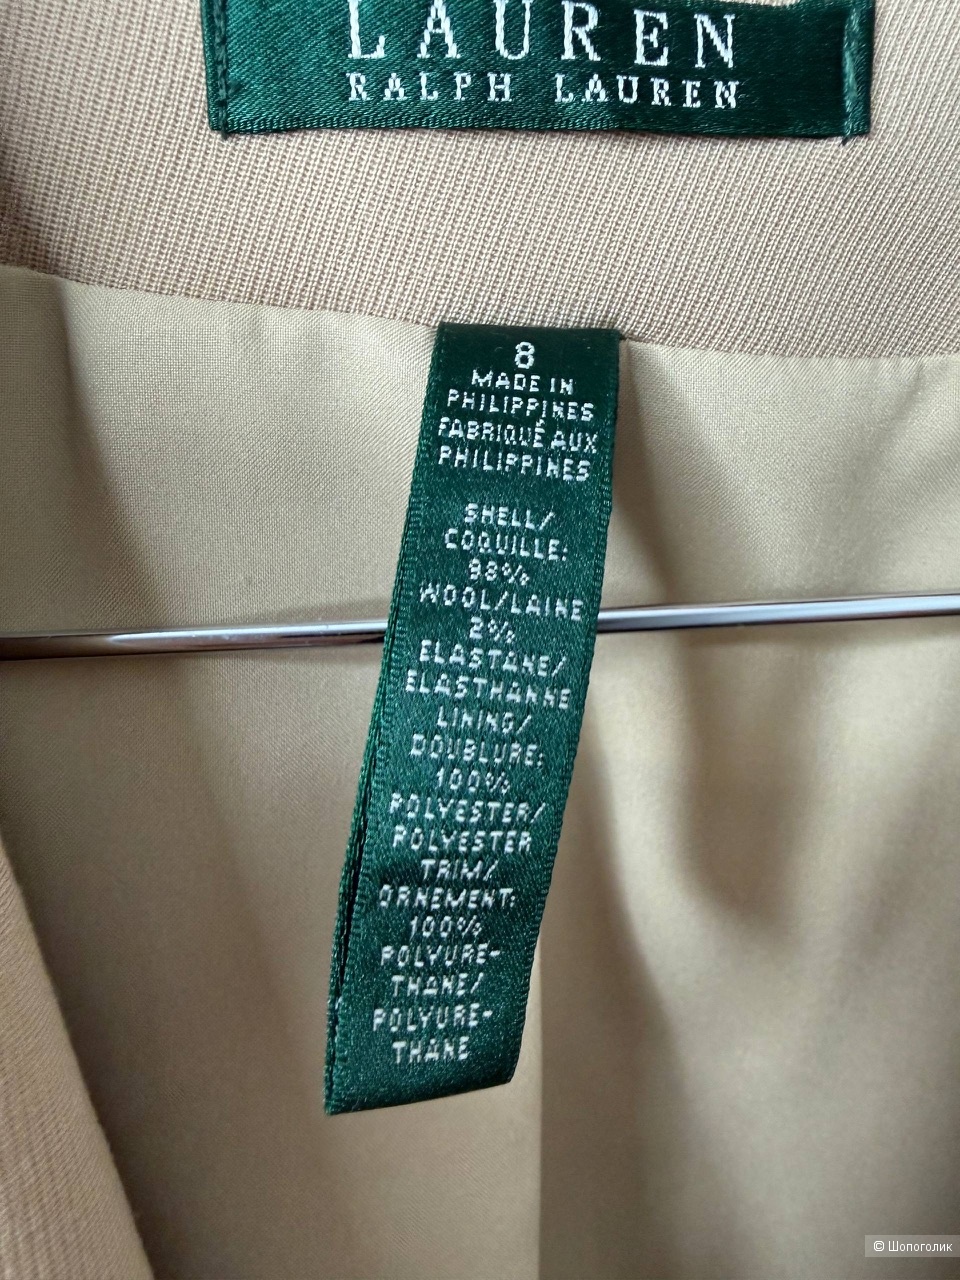 LAUREN
RALPH LAUREN
8
MADE IN
PHILIPPINES
FABRIQUÉ AUX
PHILIPPINES
SHELL/
COQUILLE:
98%
WOOL/LAINE
2%
ELASTANE/
ELASTHANNE
LINING/
DOUBLURE:
100%
POLYESTER/
POLYESTER
TRIM/
ORNEMENT:
100%
POLYURE-
THANE/
POLYURE-
THANE
© Шопоголик